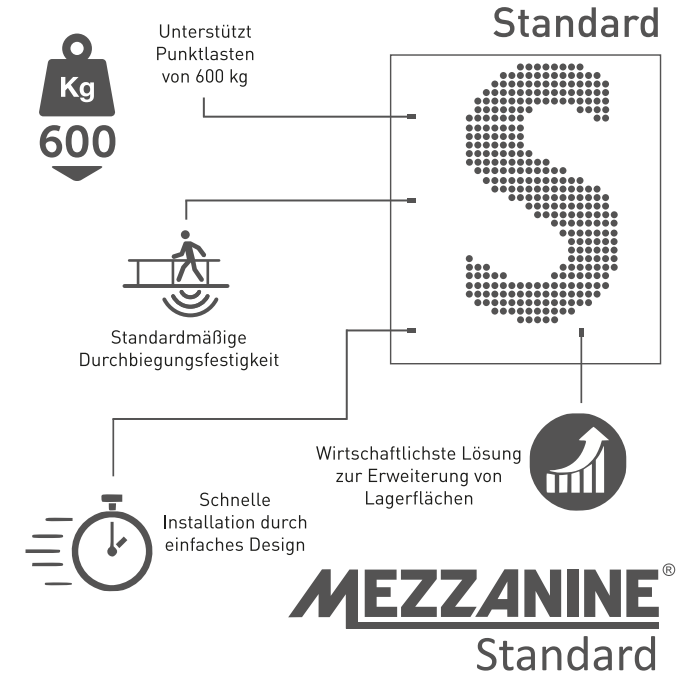 Standard
Unterstützt
Punktlasten
von 600 kg
Kg
600
S
Standardmäßige
Durchbiegungsfestigkeit
Wirtschaftlichste Lösung
zur Erweiterung von
Lagerflächen
Schnelle
Installation durch
einfaches Design
MEZZANINE®
Standard